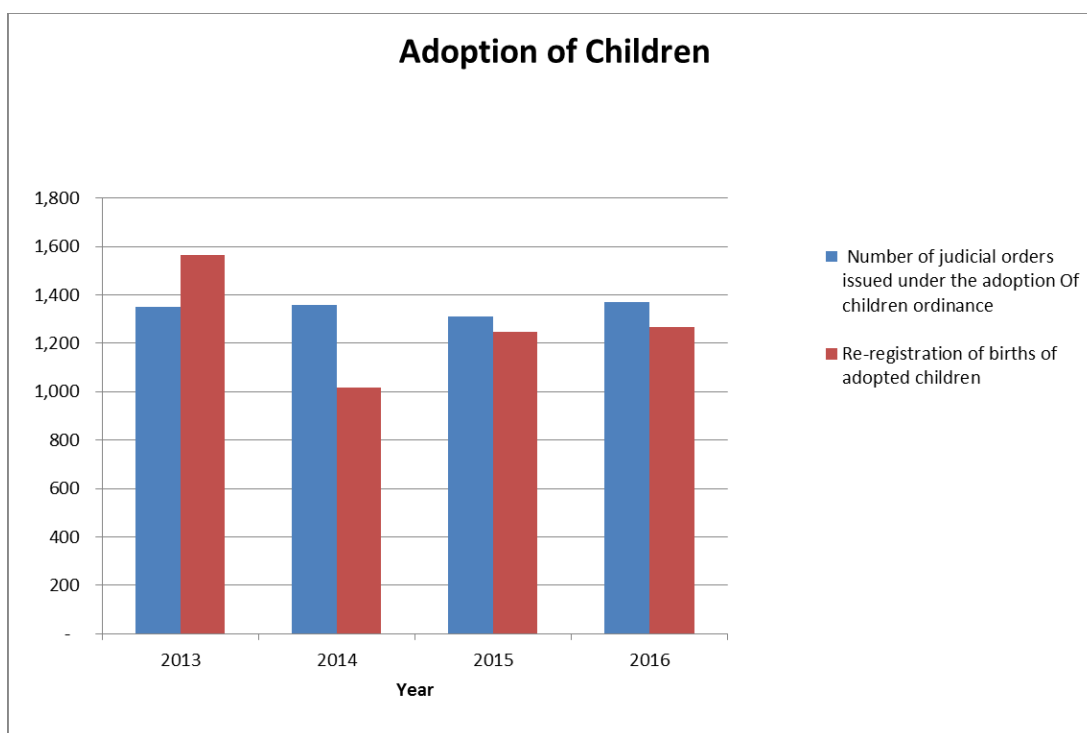 Adoption of Children
1,800
1,600
1,400
1,200
1,000
800
600
400
200
-
2013 2014 2015 2016
Year
Number of judicial orders
issued under the adoption Of
children ordinance
Re-registration of births of
adopted children